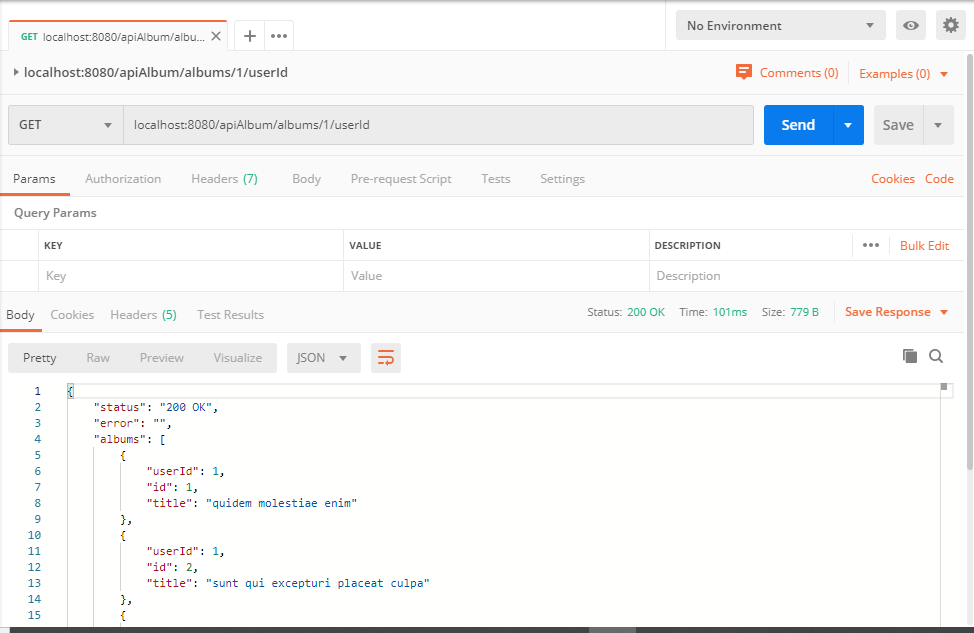 GET localhost:8080/apiAlbum/albu... No Environment
localhost:8080/apiAlbum/albums/1/userId Comments (0) Examples (0)
GET localhost:8080/apiAlbum/albums/1/userId Send Save
Params Authorization Headers (7) Body Pre-request Script Tests Settings Cookies Code
Query Params
KEY VALUE DESCRIPTION ••• Bulk Edit
Key Value Description
Body Cookies Headers (5) Test Results Status: 200 OK Time: 101ms Size: 779 B Save Response
Pretty Raw Preview Visualize JSON
1 {
2 "status": "200 OK",
3 "error": "",
4 "albums": [
5 {
6 "userId": 1,
7 "id": 1,
8 "title": "quidem molestiae enim"
9 },
10 {
11 "userId": 1,
12 "id": 2,
13 "title": "sunt qui excepturi placeat culpa"
14 },
15 {